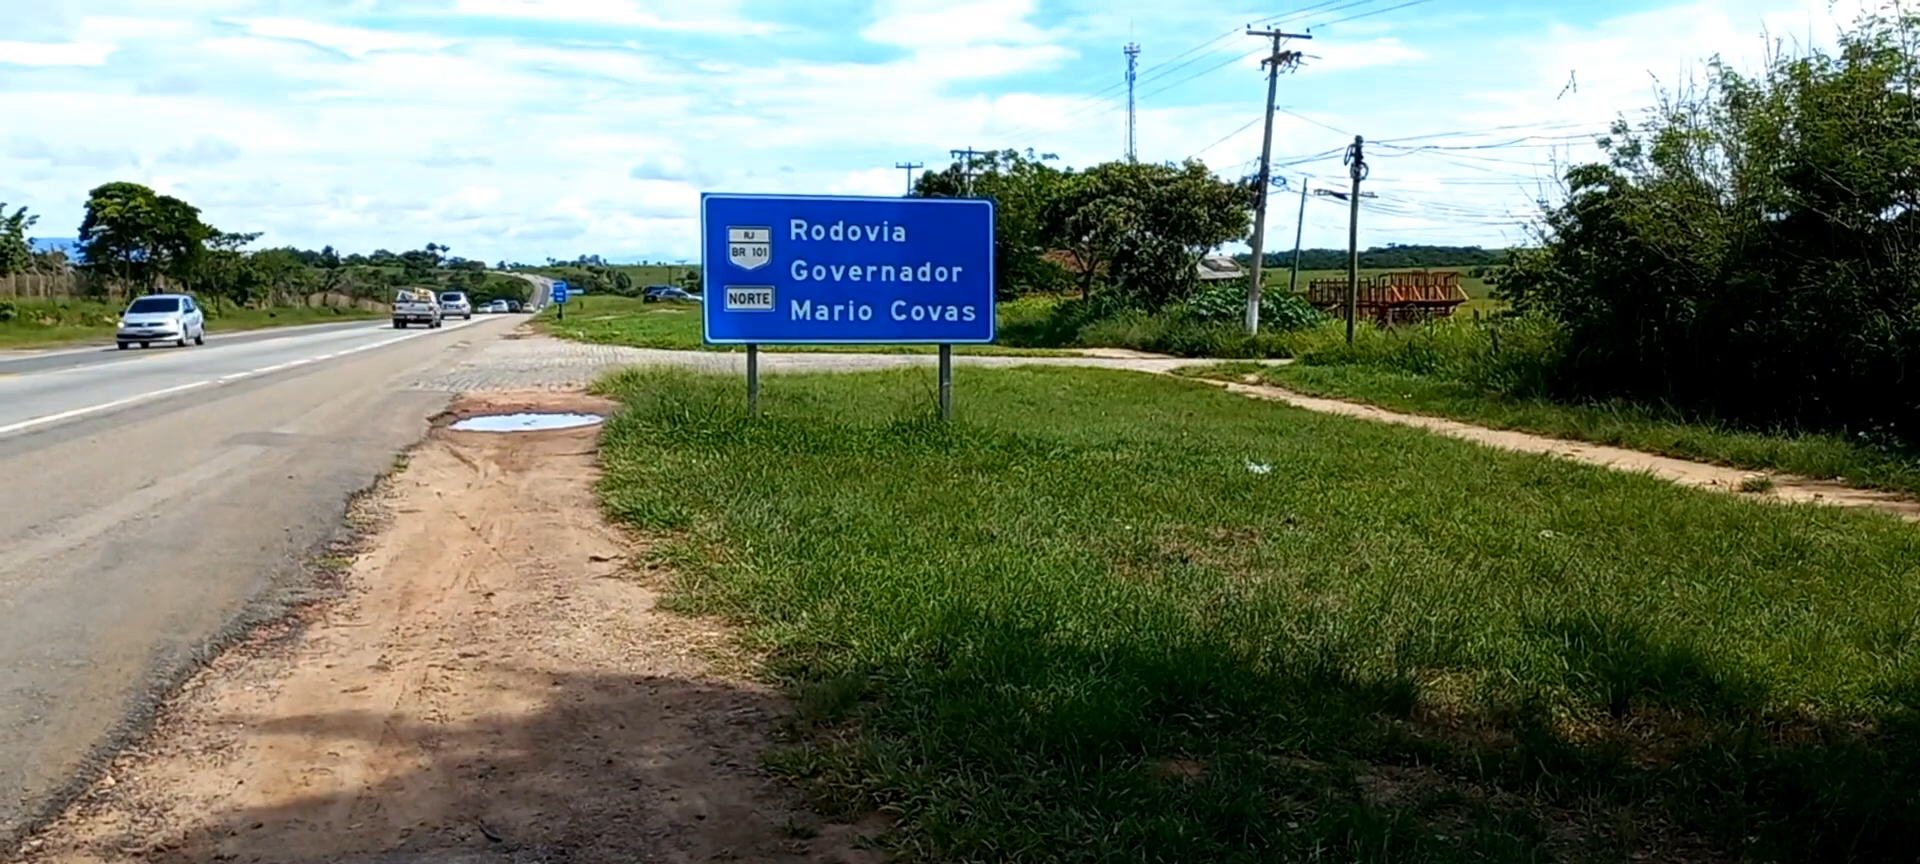 RJ
BR 101
NORTE
Rodovia
Governador
Mario Covas